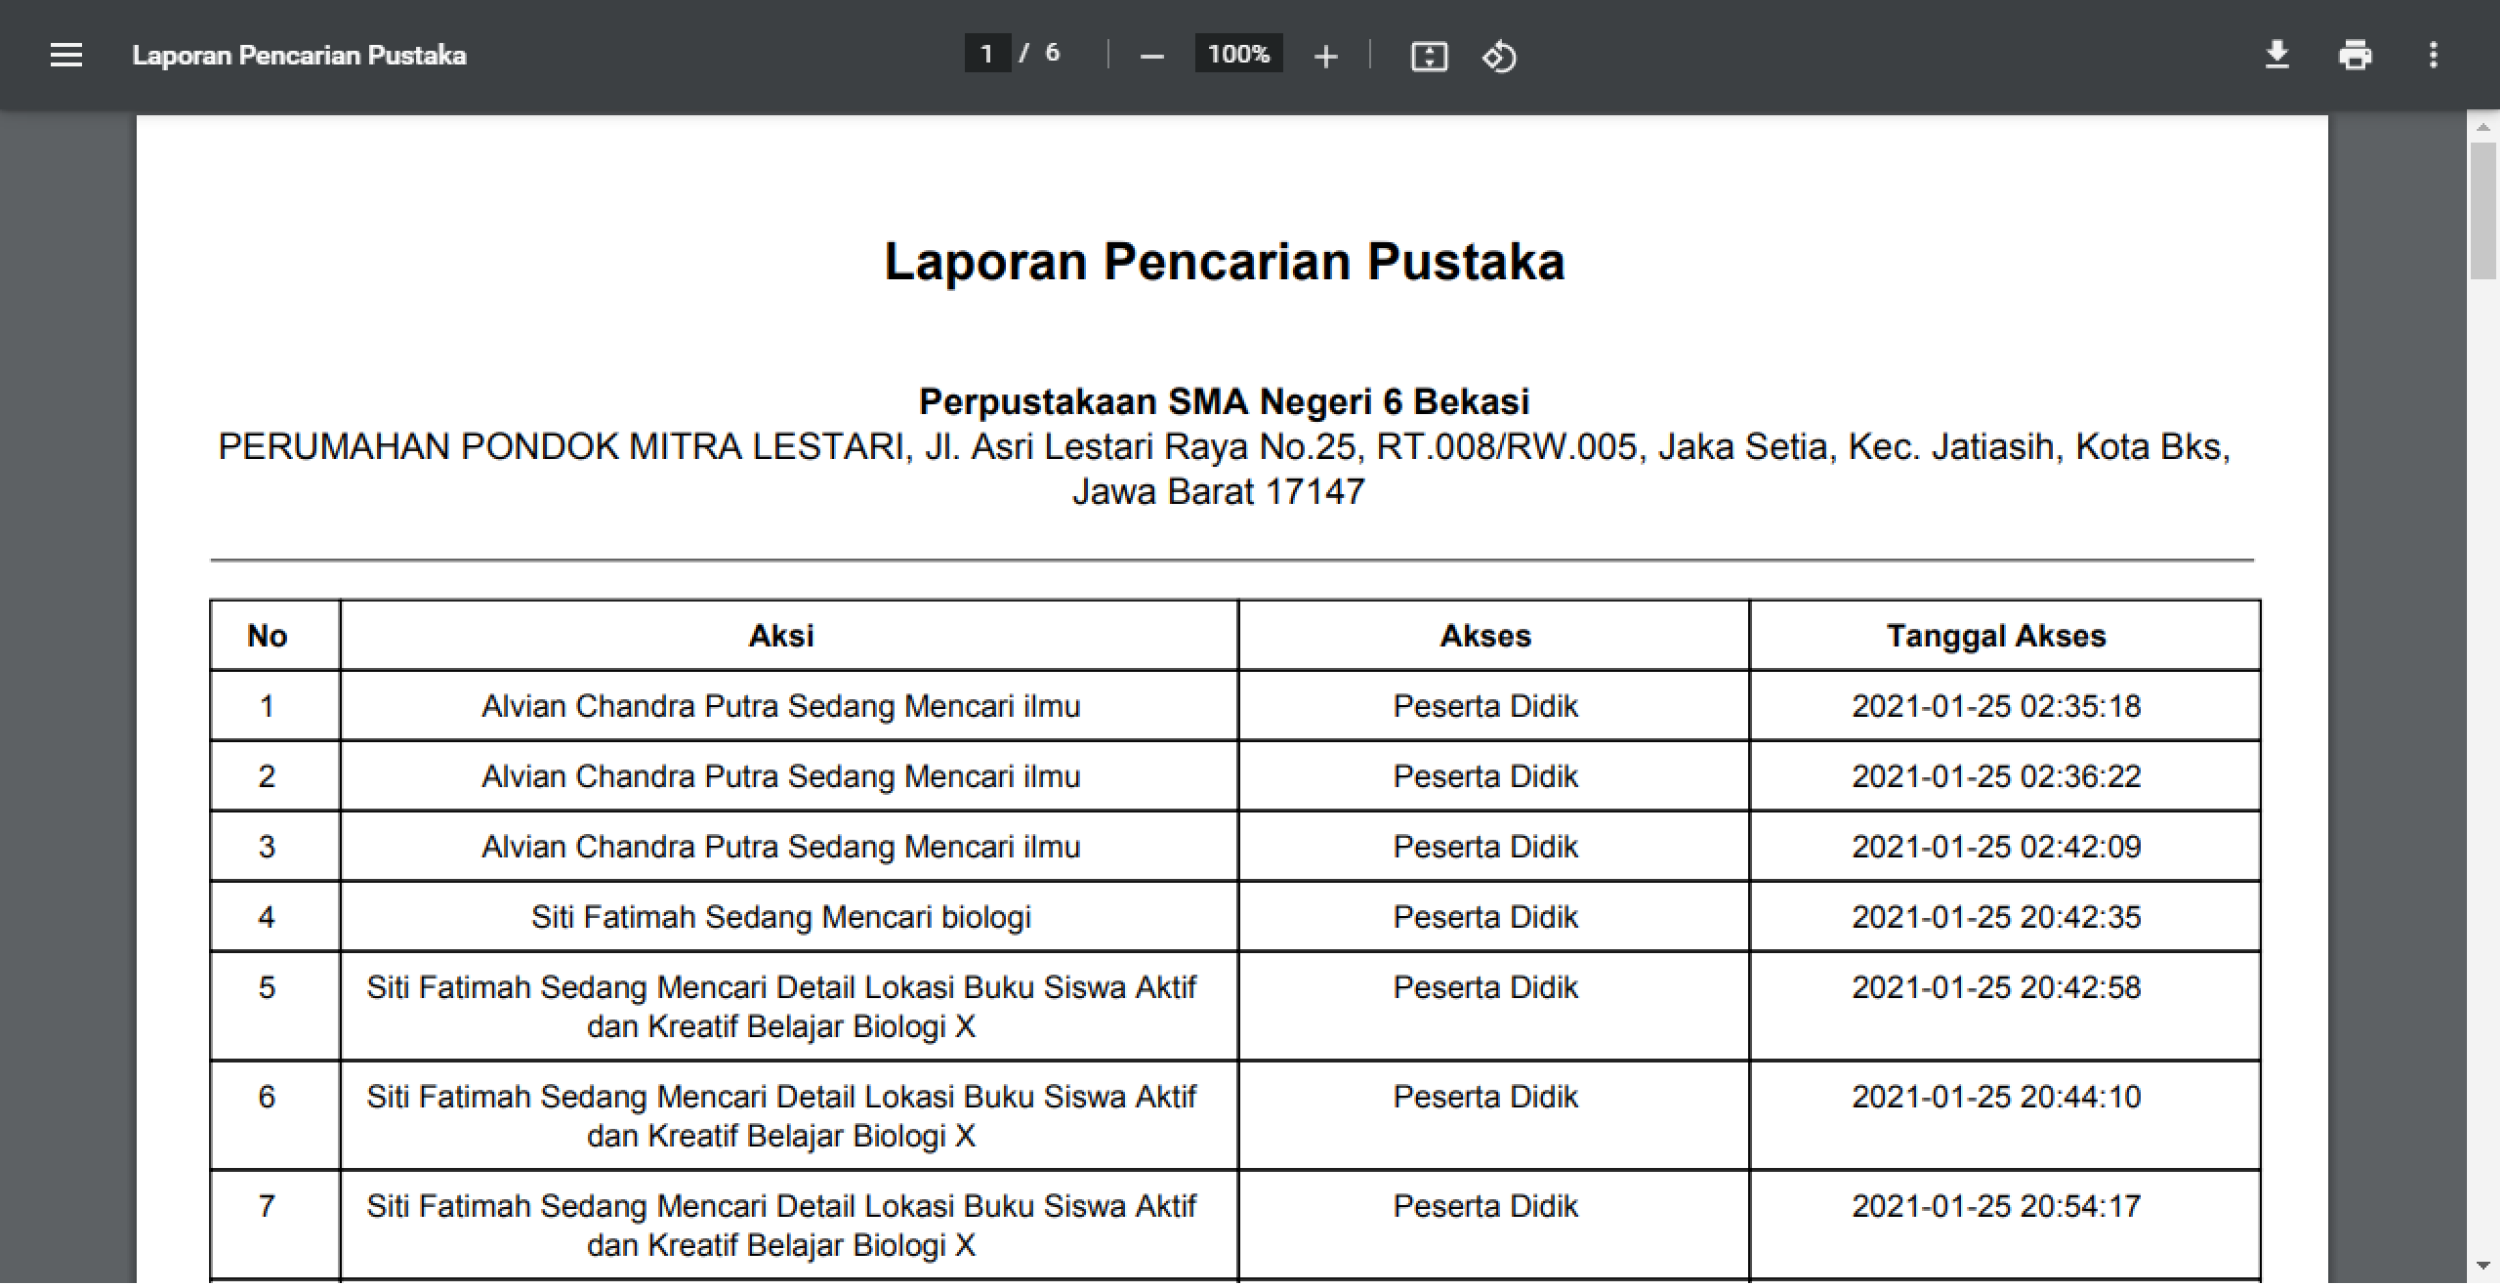 Laporan Pencarian Pustaka
1 / 6
100%
Laporan Pencarian Pustaka
Perpustakaan SMA Negeri 6 Bekasi
PERUMAHAN PONDOK MITRA LESTARI, Jl. Asri Lestari Raya No.25, RT.008/RW.005, Jaka Setia, Kec. Jatiasih, Kota Bks,
Jawa Barat 17147
No Aksi Akses Tanggal Akses
1 Alvian Chandra Putra Sedang Mencari ilmu Peserta Didik 2021-01-25 02:35:18
2 Alvian Chandra Putra Sedang Mencari ilmu Peserta Didik 2021-01-25 02:36:22
3 Alvian Chandra Putra Sedang Mencari ilmu Peserta Didik 2021-01-25 02:42:09
4 Siti Fatimah Sedang Mencari biologi Peserta Didik 2021-01-25 20:42:35
5 Siti Fatimah Sedang Mencari Detail Lokasi Buku Siswa Aktif Peserta Didik 2021-01-25 20:42:58
dan Kreatif Belajar Biologi X
6 Siti Fatimah Sedang Mencari Detail Lokasi Buku Siswa Aktif Peserta Didik 2021-01-25 20:44:10
dan Kreatif Belajar Biologi X
7 Siti Fatimah Sedang Mencari Detail Lokasi Buku Siswa Aktif Peserta Didik 2021-01-25 20:54:17
dan Kreatif Belajar Biologi X